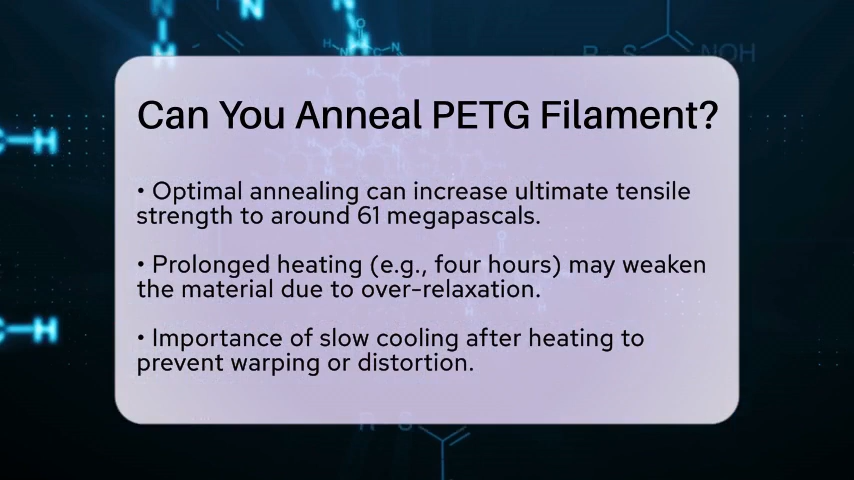 Can You Anneal PETG Filament?
• Optimal annealing can increase ultimate tensile
strength to around 61 megapascals.
• Prolonged heating (e.g., four hours) may weaken
the material due to over-relaxation.
• Importance of slow cooling after heating to
prevent warping or distortion.
N
H
H
N
C
N
O
R
S
NOH
C-H
C-H
R
S